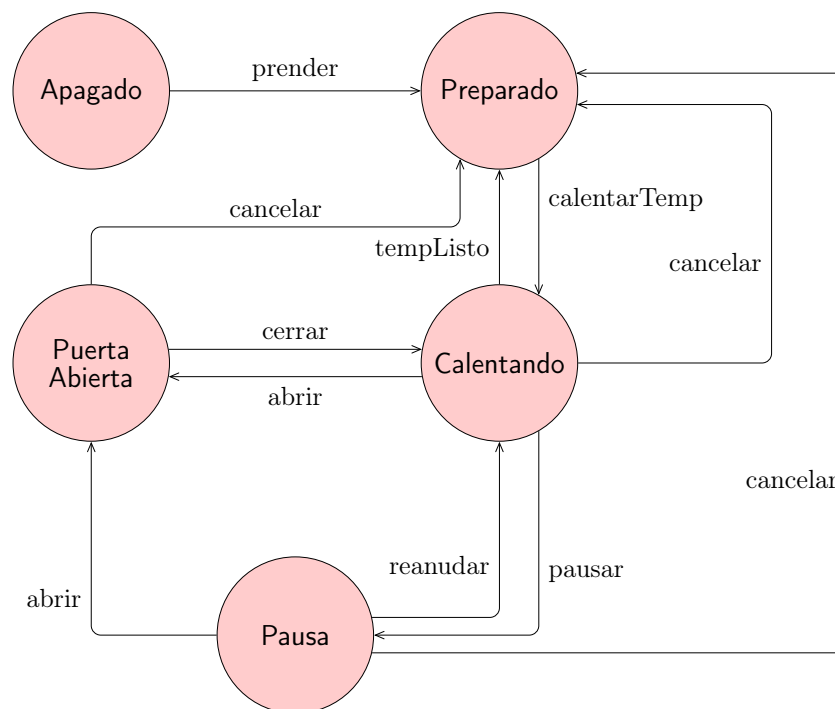 Apagado
prender
Preparado
cancelar
calentarTemp
tempListo
cancelar
Puerta
Abierta
cerrar
Calentando
abrir
cancelar
reanudar
pausar
abrir
Pausa